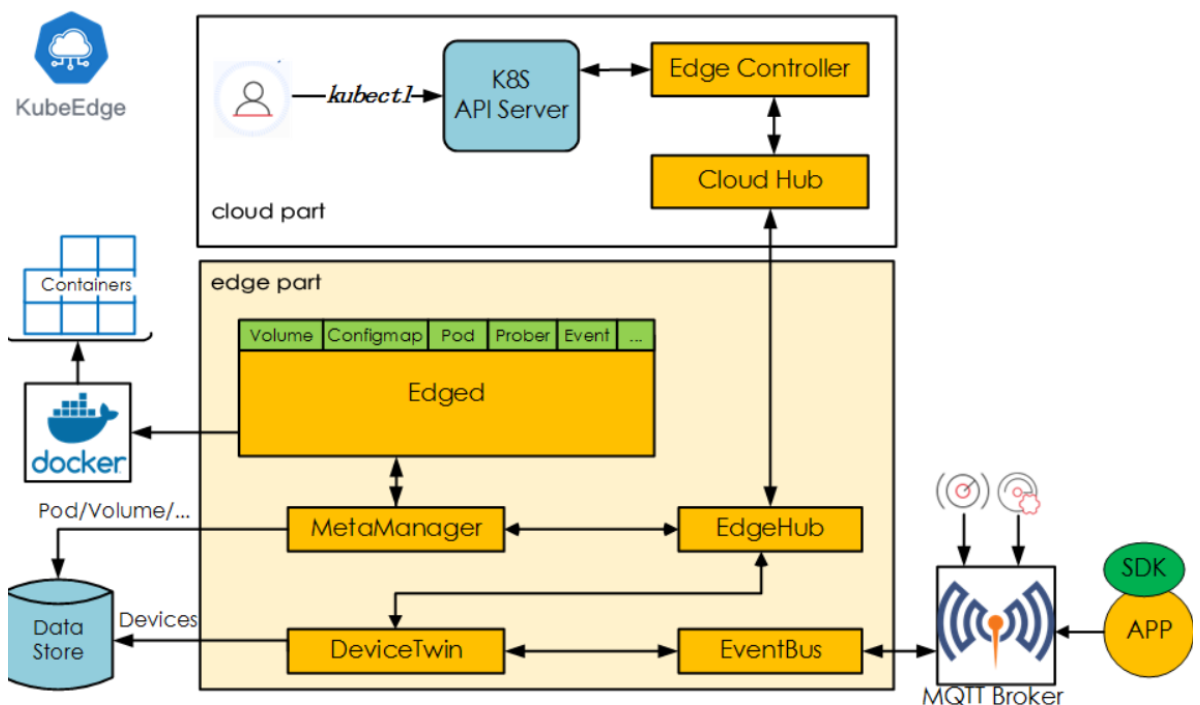 KubeEdge
kubectl
K8S
API Server
Edge Controller
Cloud Hub
cloud part
edge part
Containers
Volume
Configmap
Pod
Prober
Event
...
Edged
docker
Pod/Volume/...
MetaManager
EdgeHub
Data
Store
Devices
DeviceTwin
EventBus
MQTT Broker
SDK
APP